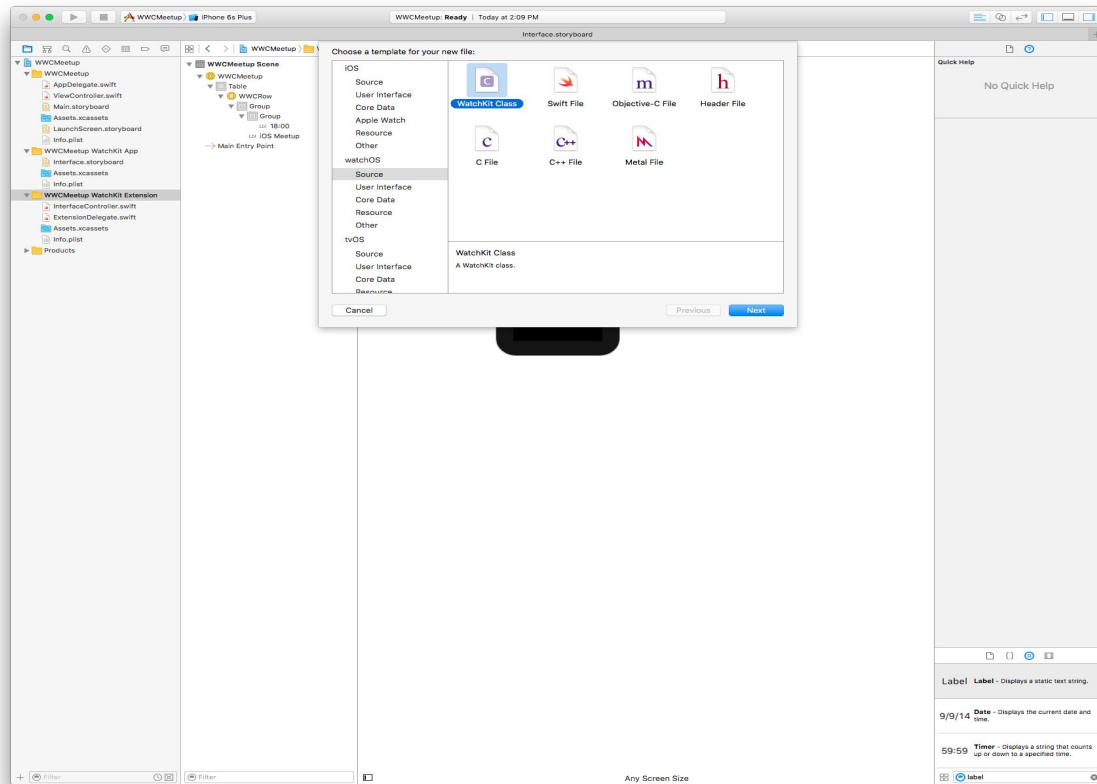 WWCMeetup
iPhone 6s Plus
WWCMeetup: Ready | Today at 2:09 PM
Interface.storyboard
WWCMeetup
WWCMeetup
AppDelegate.swift
ViewController.swift
Main.storyboard
Assets.xcassets
LaunchScreen.storyboard
Info.plist
WWCMeetup WatchKit App
Interface.storyboard
Assets.xcassets
Info.plist
WWCMeetup WatchKit Extension
InterfaceController.swift
ExtensionDelegate.swift
Assets.xcassets
Info.plist
Products
Filter
WWCMeetup
WWCMeetup Scene
WWCMeetup
Table
WWCRow
Group
Group
18:00
iOS Meetup
Main Entry Point
Filter
Choose a template for your new file:
iOS
Source
User Interface
Core Data
Apple Watch
Resource
Other
watchOS
Source
User Interface
Core Data
Resource
Other
tvOS
Source
User Interface
Core Data
Resource
C
WatchKit Class
Swift File
m
Objective-C File
h
Header File
C
C File
C++
C++ File
Metal File
WatchKit Class
A WatchKit class.
Cancel
Previous
Next
Any Screen Size
Quick Help
No Quick Help
Label
Label - Displays a static text string.
9/9/14
Date - Displays the current date and
time.
59:59
Timer - Displays a string that counts
up or down to a specified time.
label